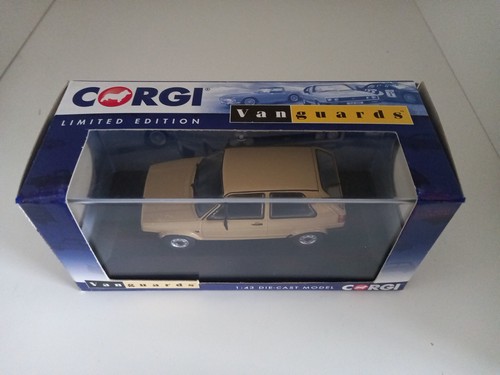 CORGI®
LIMITED EDITION
Vanguards
Vanguards
1:43 DIE-CAST MODEL
CORGI